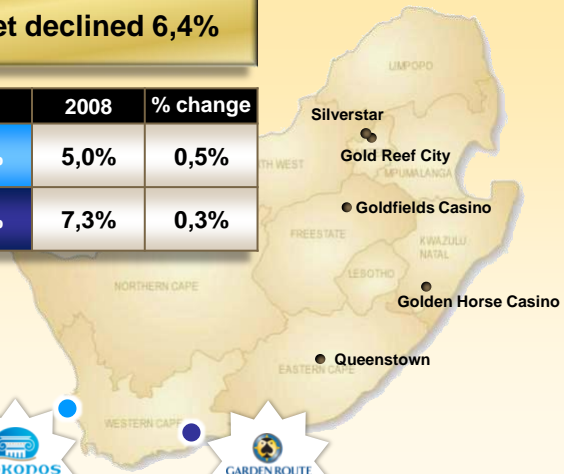 et declined 6,4%
2008 % change
% 5,0% 0,5%
% 7,3% 0,3%
LIMPOPO
Silverstar
Gold Reef City
TH WEST
MPUMALANGA
Goldfields Casino
FREESTATE
KWAZULU
NATAL
LESOTHO
NORTHERN CAPE
Golden Horse Casino
Queenstown
EASTERN CAPE
WESTERN CAPE
KONOS
GARDEN ROUTE